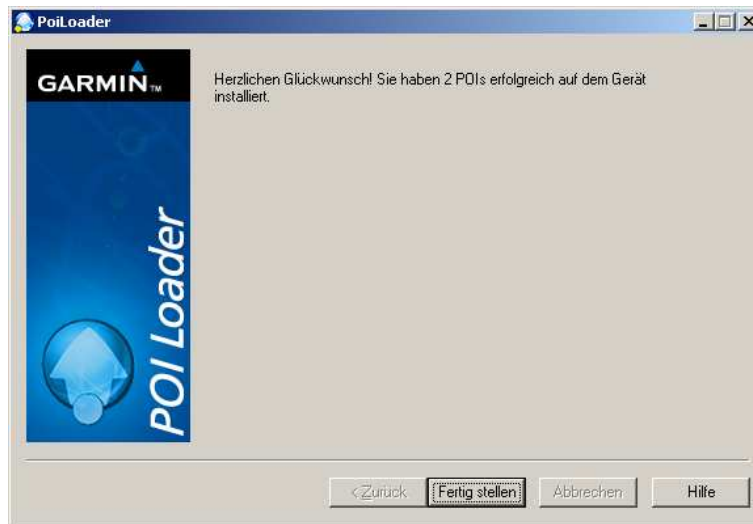 PoiLoader
GARMIN™
POI Loader
Herzlichen Glückwunsch! Sie haben 2 POIs erfolgreich auf dem Gerät
installiert.
< Zurück
Fertig stellen
Abbrechen
Hilfe